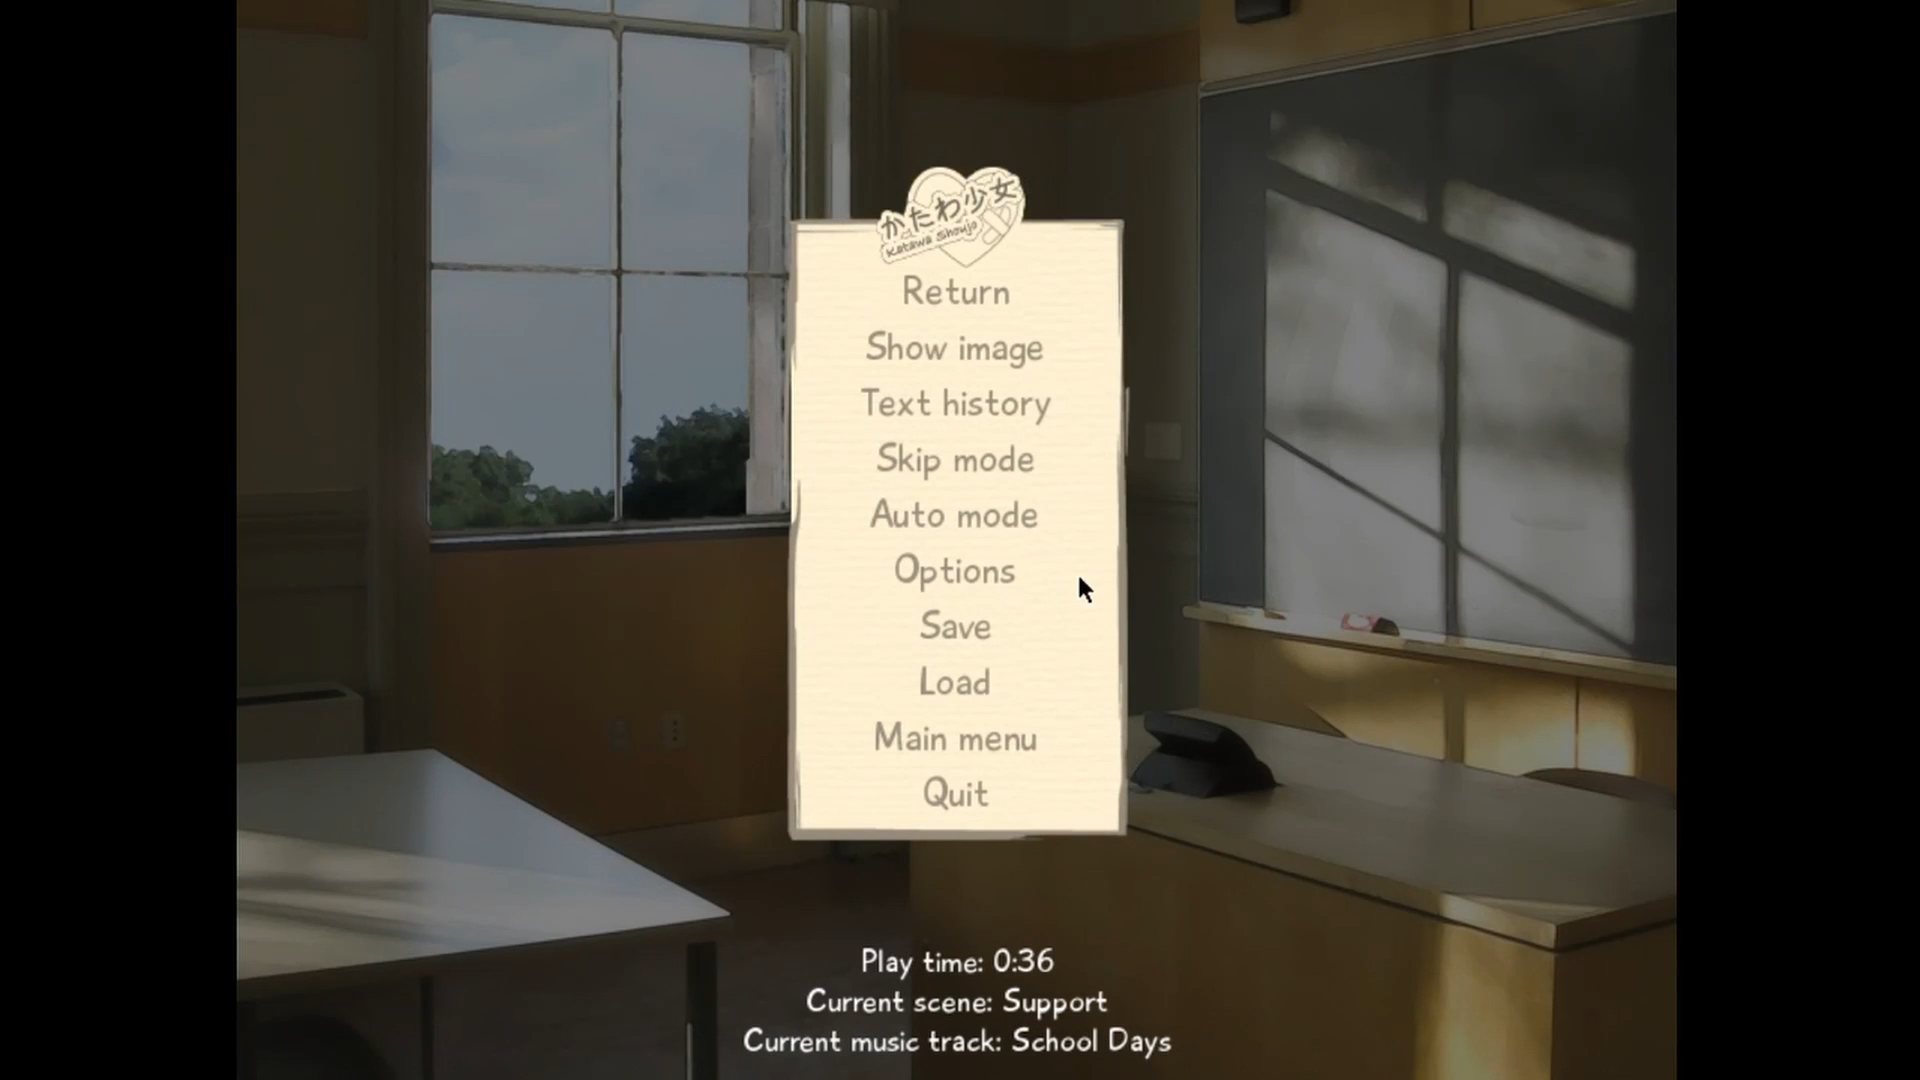 かたわ少女
Katawa Shoujo
Return
Show image
Text history
Skip mode
Auto mode
Options
Save
Load
Main menu
Quit
Play time: 0:36
Current scene: Support
Current music track: School Days